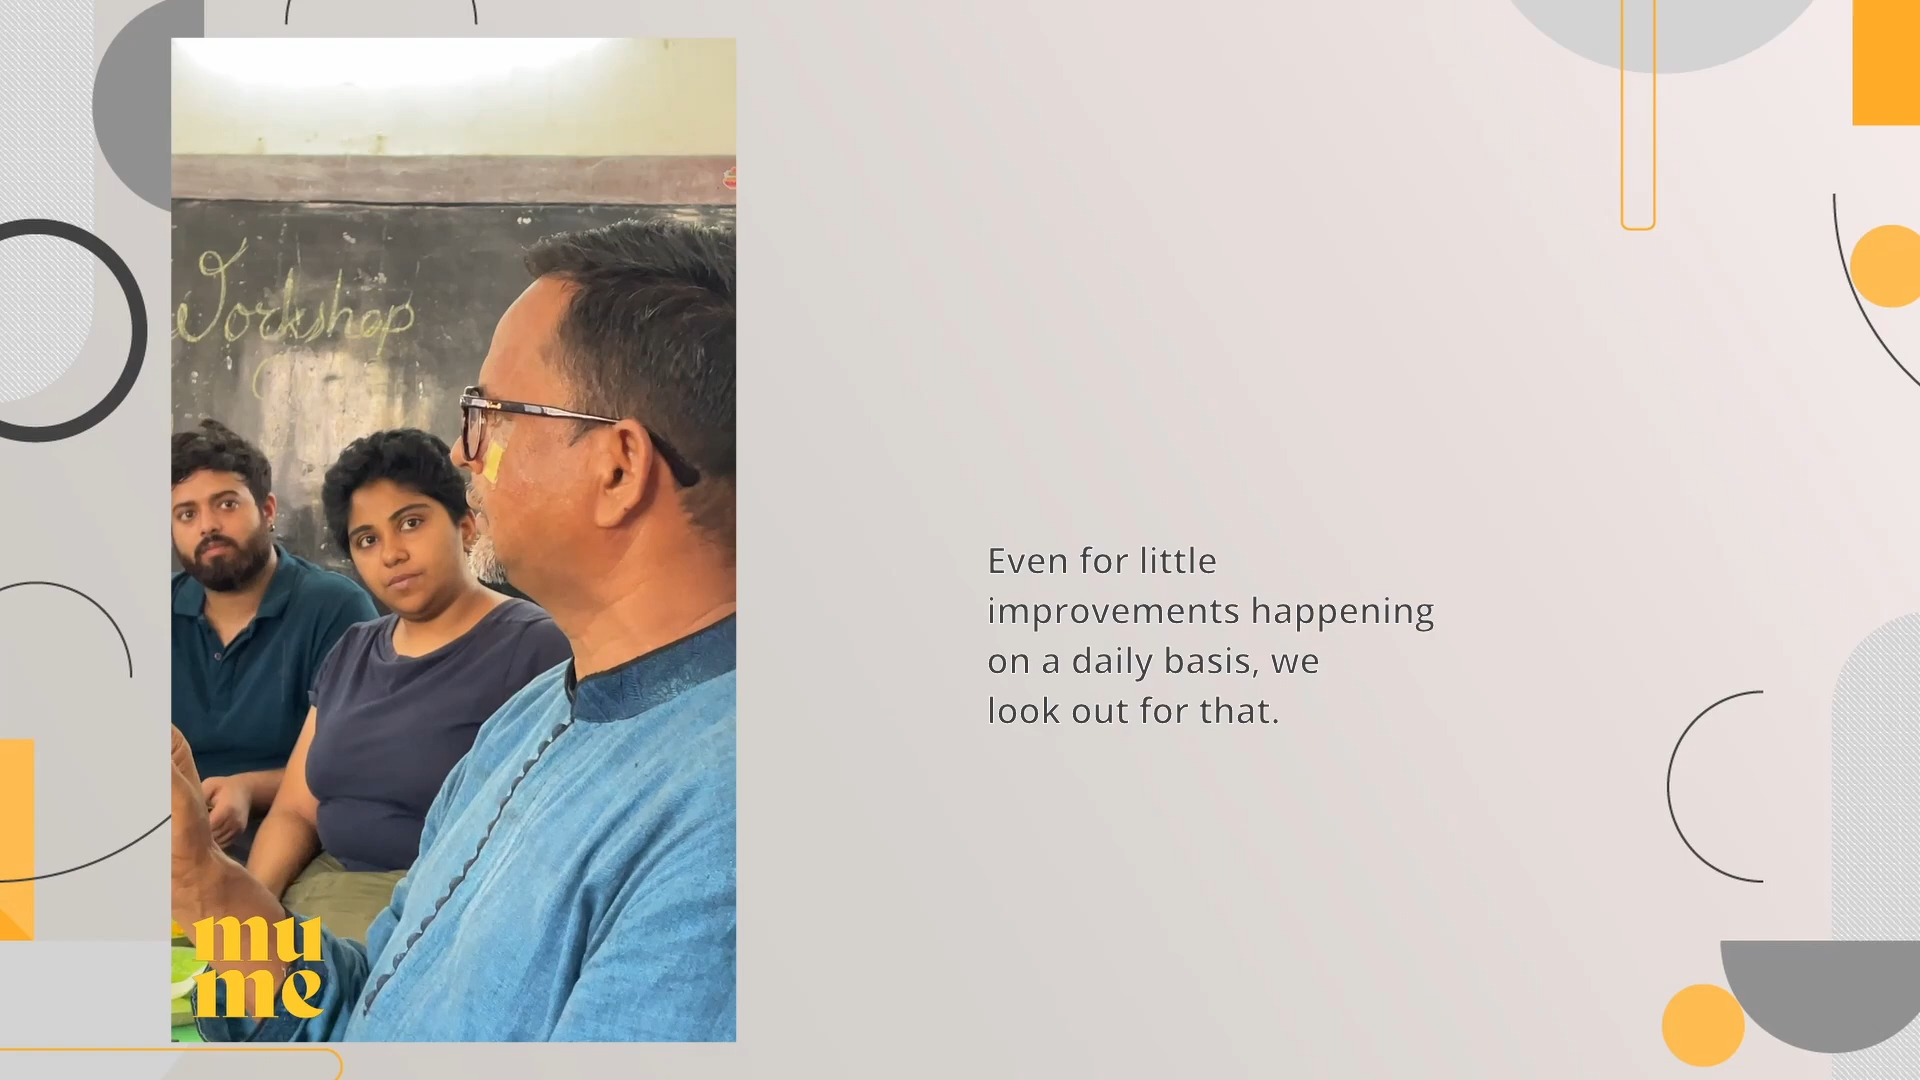 Workshop
mu
me
Even for little
improvements happening
on a daily basis, we
look out for that.